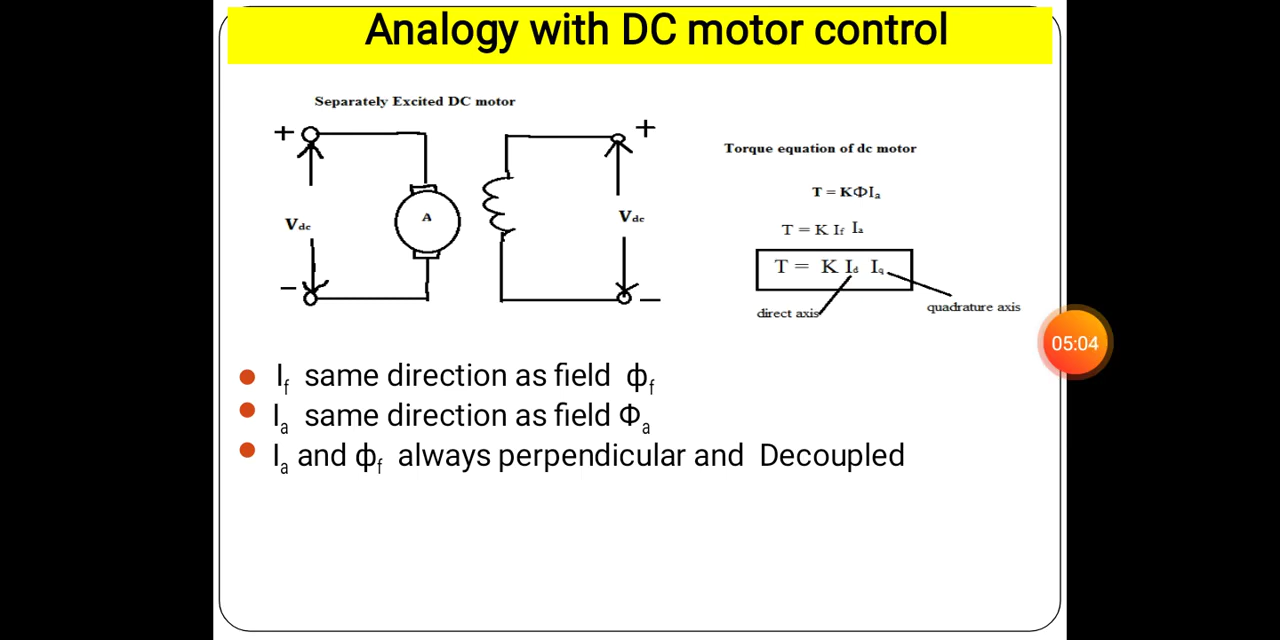 Analogy with DC motor control
Separately Excited DC motor
+
+
Torque equation of dc motor
T = KΦIa
A
Vdc
Vdc
T = K If Ia
T = K Id Iq
−
−
direct axis
quadrature axis
05:04
If same direction as field ϕf
Ia same direction as field Φa
Ia and ϕf always perpendicular and Decoupled